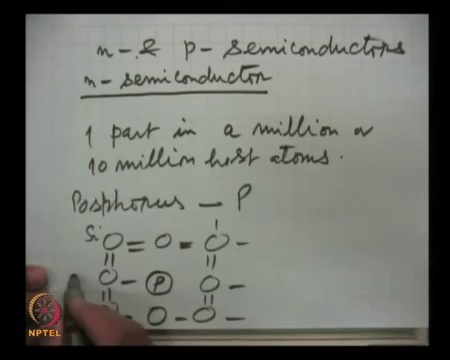 n- & p- semiconductors
n- semiconductor
1 part in a million or
10 million host atoms.
Posphorus — P
Si
P
NPTEL